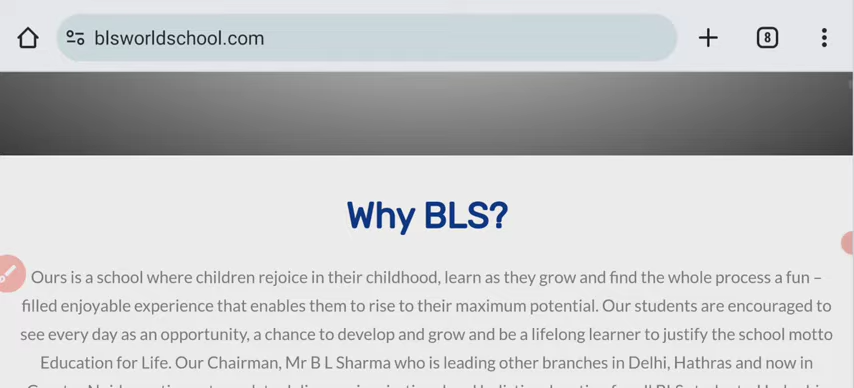 blsworldschool.com
8
Why BLS?
Ours is a school where children rejoice in their childhood, learn as they grow and find the whole process a fun –
filled enjoyable experience that enables them to rise to their maximum potential. Our students are encouraged to
see every day as an opportunity, a chance to develop and grow and be a lifelong learner to justify the school motto
Education for Life. Our Chairman, Mr B L Sharma who is leading other branches in Delhi, Hathras and now in